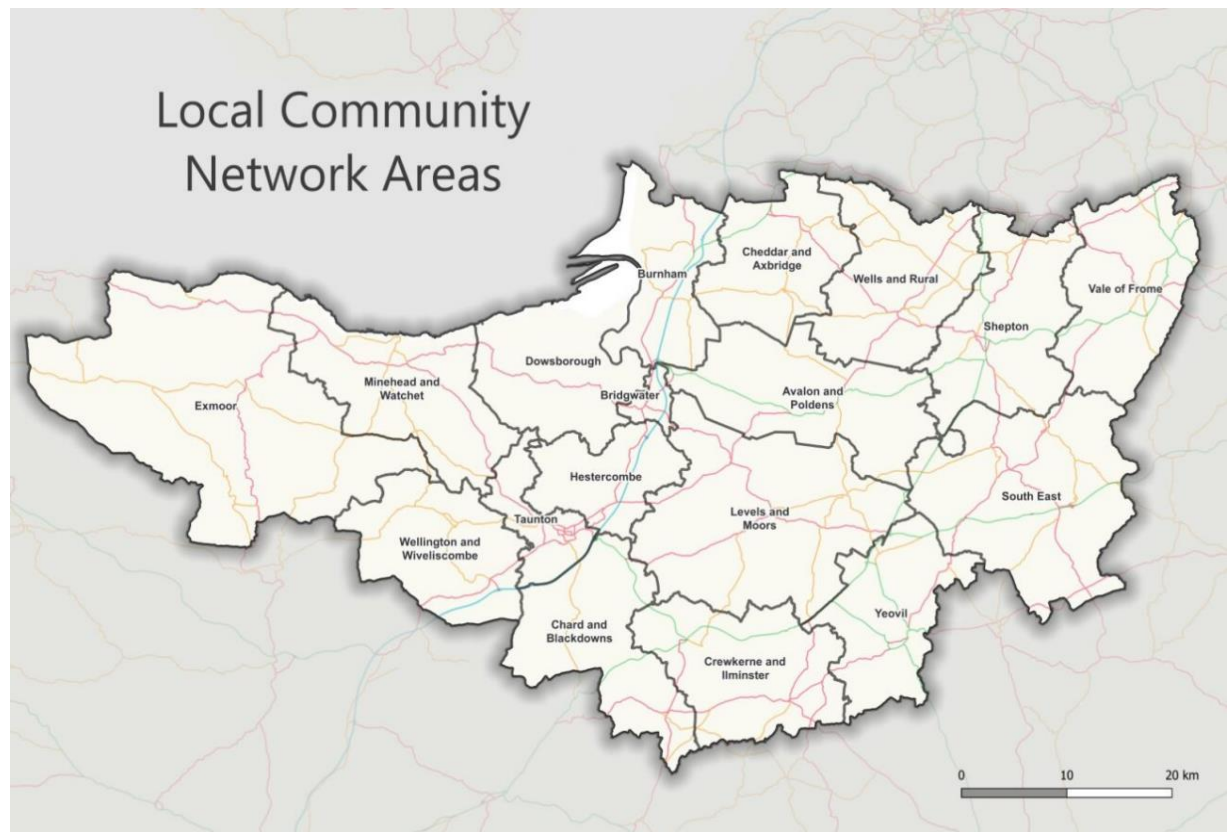 Local Community
Network Areas
Burnham
Cheddar and
Axbridge
Wells and Rural
Vale of Frome
Shepton
Dowsborough
Minehead and
Watchet
Exmoor
Bridgwater
Avalon and
Poldens
Hestercombe
South East
Levels and
Moors
Taunton
Wellington and
Wiveliscombe
Yeovil
Chard and
Blackdowns
Crewkerne and
Ilminster
0 10 20 km